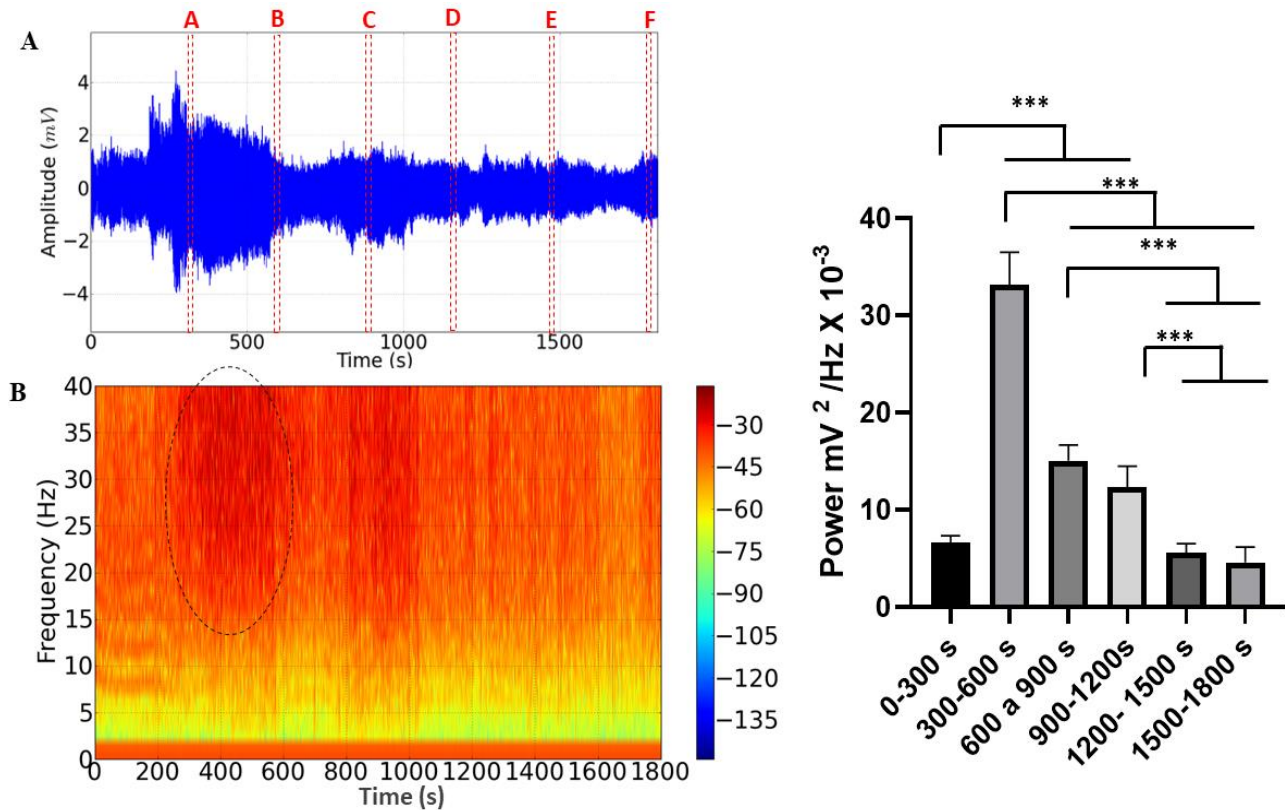 A B C D E F
A
4
2
0
−2
−4
Amplitude (mV)
0 500 1000 1500
Time (s)
B
40
35
30
25
20
15
10
5
0
Frequency (Hz)
0 200 400 600 800 1000 1200 1400 1600 1800
Time (s)
−30
−45
−60
−75
−90
−105
−120
−135
***
***
***
***
40
30
20
10
0
Power mV ² /Hz X 10⁻³
0-300 s
300-600 s
600 a 900 s
900-1200s
1200- 1500 s
1500-1800 s